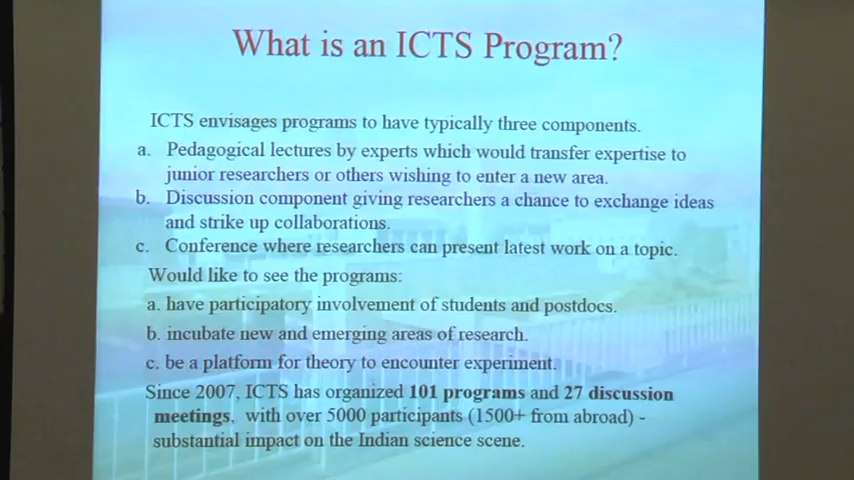 What is an ICTS Program?
ICTS envisages programs to have typically three components.
a. Pedagogical lectures by experts which would transfer expertise to
junior researchers or others wishing to enter a new area.
b. Discussion component giving researchers a chance to exchange ideas
and strike up collaborations.
c. Conference where researchers can present latest work on a topic.
Would like to see the programs:
a. have participatory involvement of students and postdocs.
b. incubate new and emerging areas of research.
c. be a platform for theory to encounter experiment.
Since 2007, ICTS has organized 101 programs and 27 discussion
meetings, with over 5000 participants (1500+ from abroad) -
substantial impact on the Indian science scene.